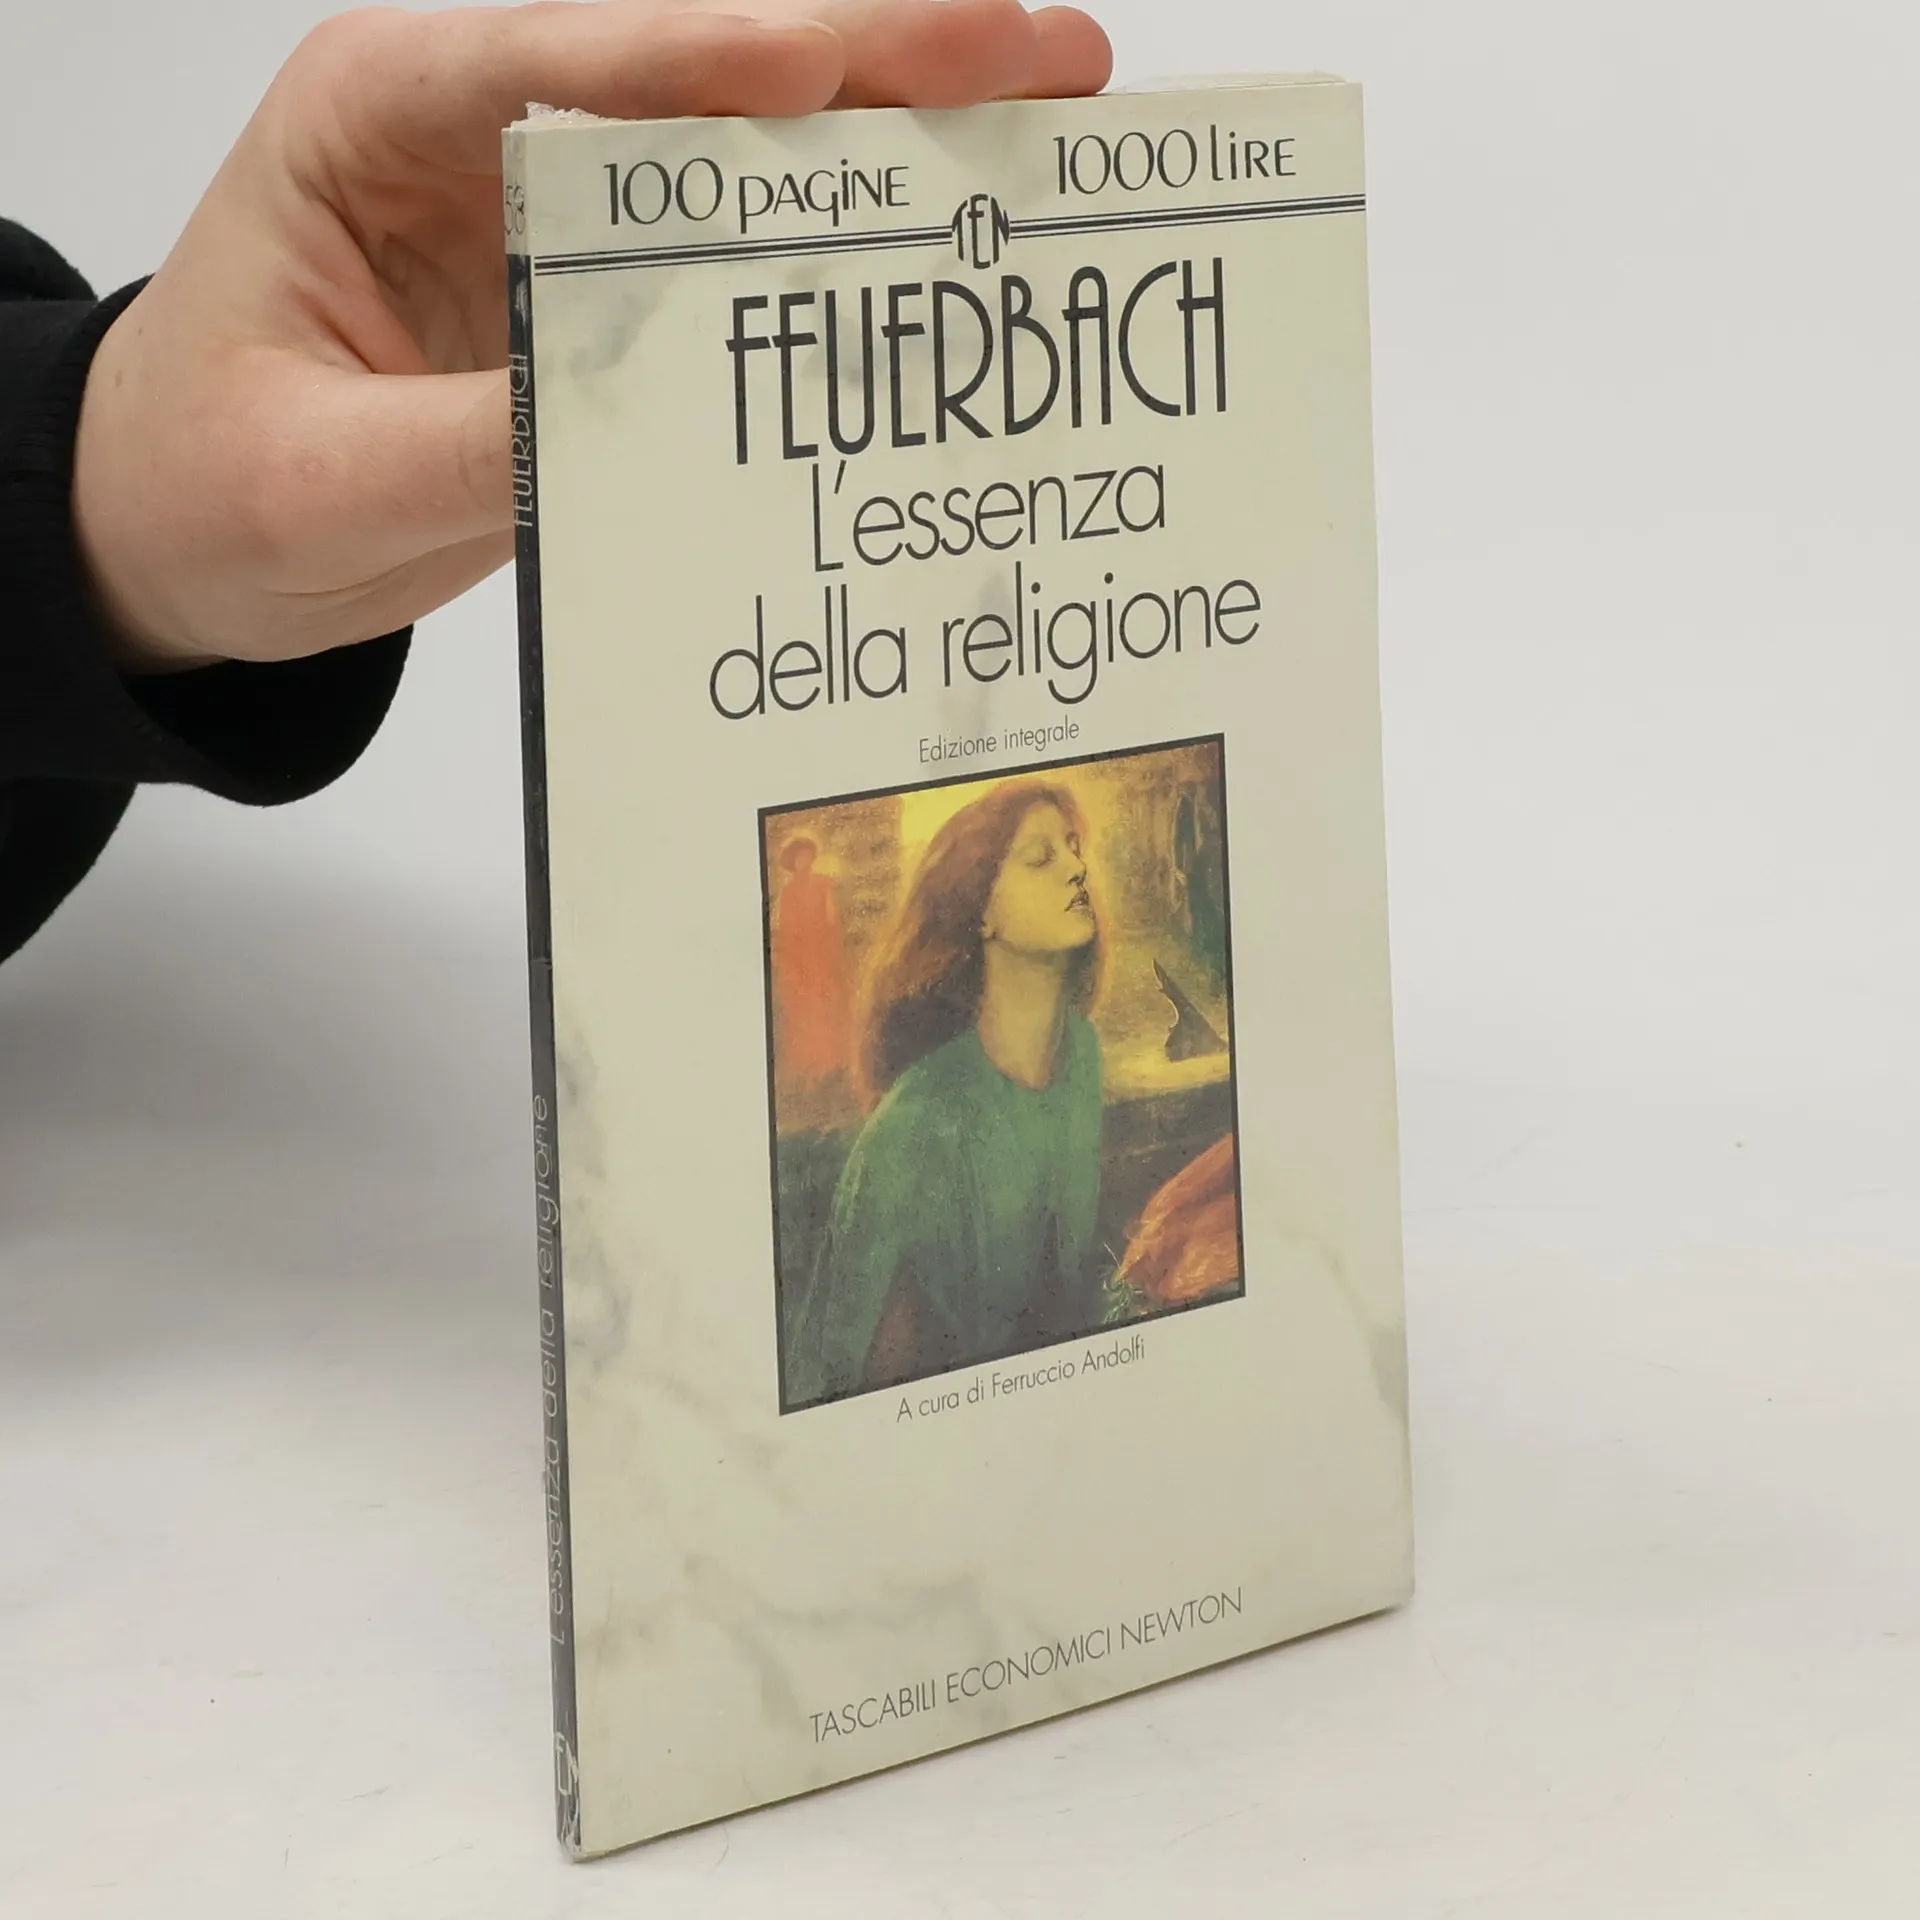 100 PAGINE
1000 LIRE
TEN
FEUERBACH
L'essenza
della religione
Edizione integrale
A cura di Ferruccio Andolfi
TASCABILI ECONOMICI NEWTON
58
FEUERBACH
L'essenza della religione